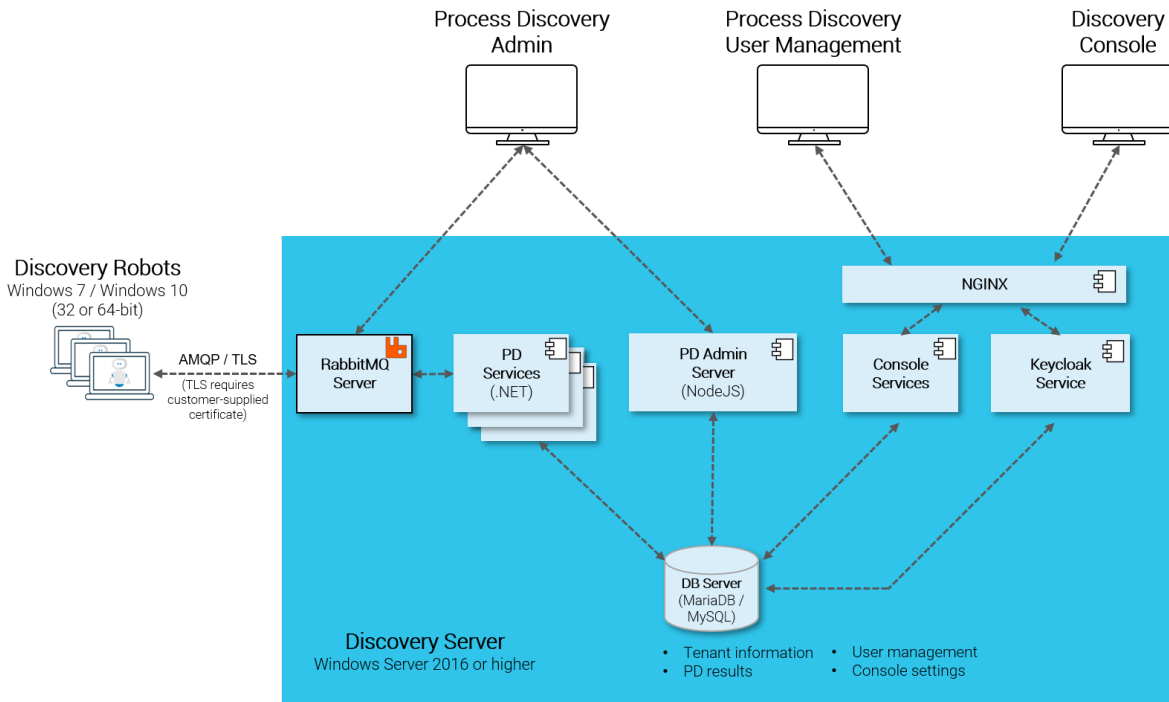 Process Discovery
Admin
Process Discovery
User Management
Discovery
Console
Discovery Robots
Windows 7 / Windows 10
(32 or 64-bit)
AMQP / TLS
(TLS requires
customer-supplied
certificate)
RabbitMQ
Server
PD
Services
(.NET)
PD Admin
Server
(NodeJS)
NGINX
Console
Services
Keycloak
Service
DB Server
(MariaDB /
MySQL)
Discovery Server
Windows Server 2016 or higher
• Tenant information
• PD results
• User management
• Console settings